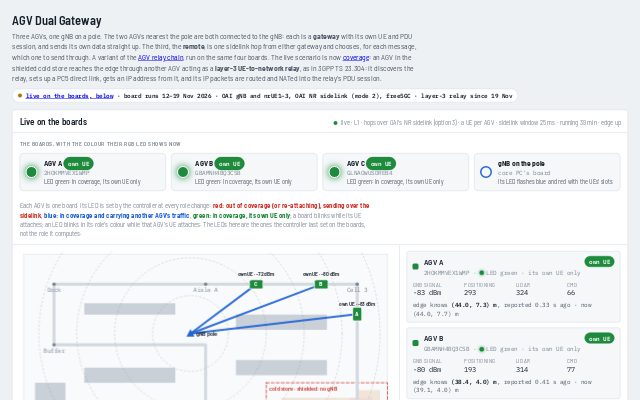 AGV Dual Gateway
Three AGVs, one gNB on a pole. The two AGVs nearest the pole are both connected to the gNB: each is a gateway with its own UE and PDU
session, and sends its own data straight up. The third, the remote, is one sidelink hop from either gateway and chooses, for each message,
which one to send through. A variant of the AGV relay chain run on the same four boards. The live scenario is now coverage: an AGV in the
shielded cold store reaches the edge through another AGV acting as a layer-3 UE-to-network relay, as in 3GPP TS 23.304: it discovers the
relay, sets up a PC5 direct link, gets an IP address from it, and its IP packets are routed and NATed into the relay's PDU session.
live on the boards, below · board runs 12-19 Nov 2026 · OAI gNB and nrUE1-3, OAI NR sidelink (mode 2), free5GC · layer-3 relay since 19 Nov
Live on the boards
live · L1 · hops over OAI's NR sidelink (option 3) · a UE per AGV · sidelink window 25 ms · running 39 min · edge up
THE BOARDS, WITH THE COLOUR THEIR RGB LED SHOWS NOW
AGV A own UE
2HOKMMVEX1WMP
LED green: in coverage, its own UE only
AGV B own UE
G8AMNH48Q3CSB
LED green: in coverage, its own UE only
AGV C own UE
LED green: in coverage, its own UE only
gNB on the pole
core PC's board
its LED flashes blue and red with the UEs' slots
Each AGV is one board. Its LED is set by the controller at every role change: red: out of coverage (or re-attaching), sending over the
sidelink, blue: in coverage and carrying another AGV's traffic, green: in coverage, its own UE only; a board blinks while its UE
attaches; an AGV blinks in its role's colour while that AGV's UE attaches. The LEDs here are the ones the controller last set on the boards,
not the role it computes.
Dock
Aisle A
Cell 3
own UE · -72 dBm
C
own UE · -80 dBm
B
own UE · -83 dBm
A
gNB pole
cold store · shielded: no gNB
AGV A
own UE
2HOKMMVEX1WMP · LED green · its own UE only
GNB SIGNAL POSITIONING
-83 dBm 293 324 66
edge knows (44.0, 7.3) m, reported 0.33 s ago · now
(44.0, 7.7) m
AGV B
own UE
G8AMNH48Q3CSB · LED green · its own UE only
GNB SIGNAL POSITIONING
-80 dBm 293 314 77
edge knows (38.4, 4.0) m, reported 0.41 s ago · now
(39.1, 4.0) m